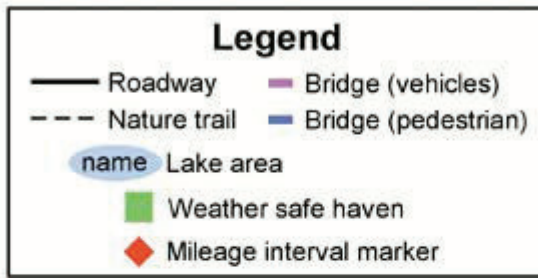 Legend
Roadway
Bridge (vehicles)
Nature trail
Bridge (pedestrian)
name Lake area
Weather safe haven
Mileage interval marker